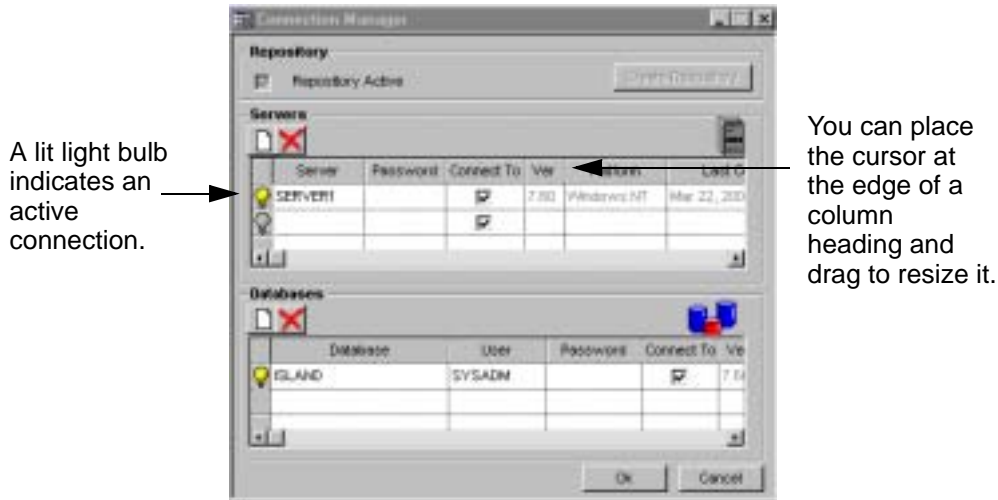 Connection Manager
Repository
Repository Active
Servers
Server Password Connect To Ver Last
SERVER1 7.60 Windows NT Mar 22, 200
A lit light bulb
indicates an
active
connection.
You can place
the cursor at
the edge of a
column
heading and
drag to resize it.
Databases
Database User Password Connect To Ve
ISLAND SYSADM
Ok Cancel